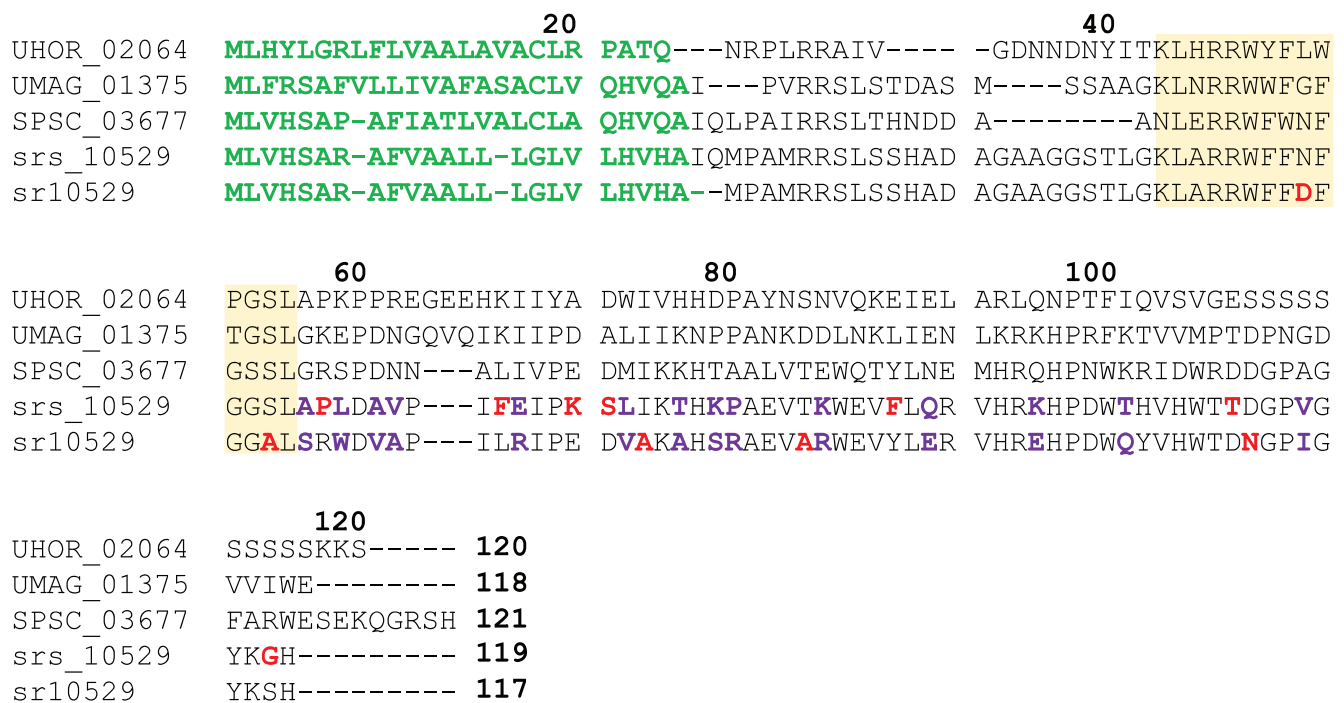 20 40
UHOR_02064 MLHYLGRLFLVAALAVACLR PATQ---NRPLRRAIV----- -GDNNDNYITKLHRRWYFLW
UMAG_01375 MLFRSAFVLLIVAFASACLV QHVQAI---PVRRSLSTDAS M----SSAAGKLNRRWWFGF
SPSC_03677 MLVHSAP-AFIATLVALCLA QHVQAIQLPAIRRSLTHNDD A--------ANLERRWFWNF
srs_10529 MLVHSAR-AFVAALL-LGLV LHVHAIQMPAMRRSLSSHAD AGAAGGSTLGKLARRWFFNF
sr10529 MLVHSAR-AFVAALL-LGLV LHVHA--MPAMRRSLSSHAD AGAAGGSTLGKLARRWFFDF
60 80 100
UHOR_02064 PGSLAPKPPREGEEHKIIYA DWIVHHDPAYNSNVQKEIEL ARLQNPTFIQVSVGESSSSS
UMAG_01375 TGSLGKEPDNGQVQIKIIPD ALIIKNPPANKDDLNKLIEN LKRKHPRFKTVVMPTDPNGD
SPSC_03677 GSSLGRSPDNN---ALIVPE DMIKKHTAALVTEWQTYLNE MHRQHPNWKRIDWRDDGPAG
srs_10529 GGSLAPLDAVP---IFEIPK SLIKTHKPAEVTKWEVFLQR VHRKHPDWTHVHWTTDGPVG
sr10529 GGALSRWDVAP---ILRIPE DVAKAHSRAEVARWEVYLER VHREHPDWQYVHWTDNGPIG
120
UHOR_02064 SSSSSKKS----- 120
UMAG_01375 VVIWE-------- 118
SPSC_03677 FARWESEKQGRSH 121
srs_10529 YKGH--------- 119
sr10529 YKSH--------- 117